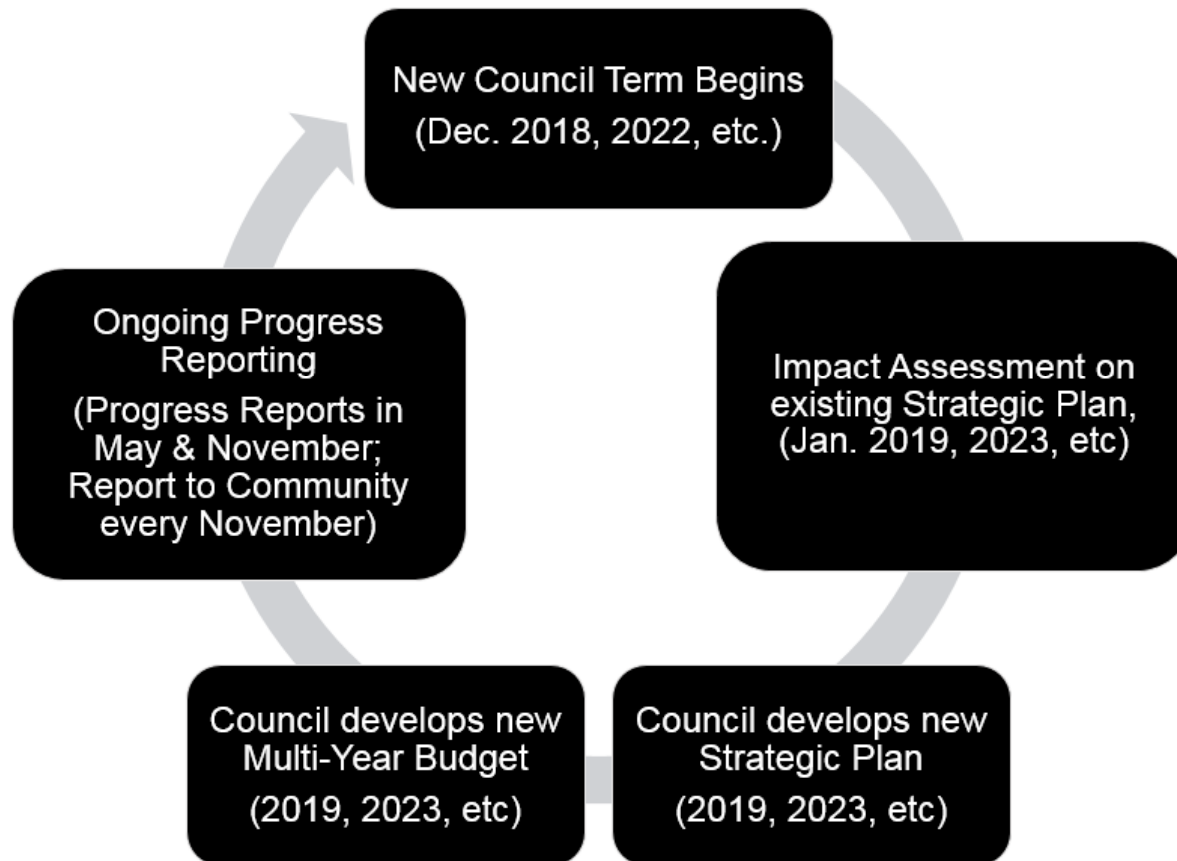 New Council Term Begins
(Dec. 2018, 2022, etc.)
Impact Assessment on
existing Strategic Plan,
(Jan. 2019, 2023, etc)
Council develops new
Strategic Plan
(2019, 2023, etc)
Council develops new
Multi-Year Budget
(2019, 2023, etc)
Ongoing Progress
Reporting
(Progress Reports in
May & November;
Report to Community
every November)